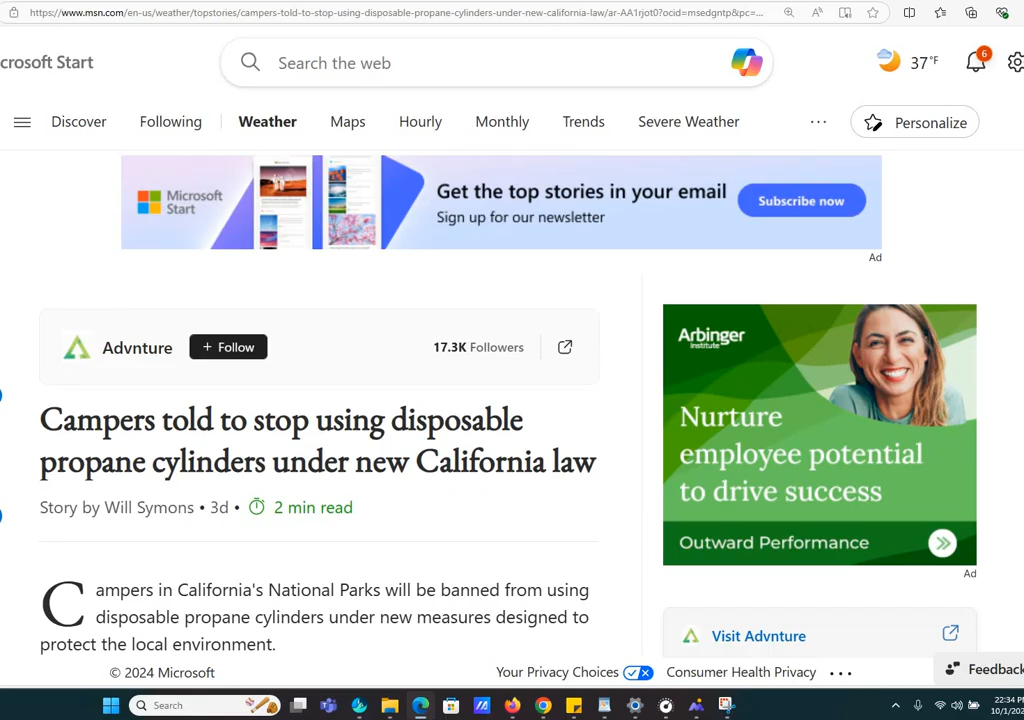 https://www.msn.com/en-us/weather/topstories/campers-told-to-stop-using-disposable-propane-cylinders-under-new-california-law/ar-AA1rjot0?ocid=msedgntp&pc=...
crosoft Start
Search the web
37°F
6
Discover
Following
Weather
Maps
Hourly
Monthly
Trends
Severe Weather
...
Personalize
Microsoft
Start
Get the top stories in your email
Sign up for our newsletter
Subscribe now
Ad
Advnture
+ Follow
17.3K Followers
Campers told to stop using disposable
propane cylinders under new California law
Story by Will Symons • 3d • 2 min read
Campers in California's National Parks will be banned from using
disposable propane cylinders under new measures designed to
protect the local environment.
Arbinger
Institute
Nurture
employee potential
to drive success
Outward Performance
Ad
Visit Advnture
© 2024 Microsoft
Your Privacy Choices
Consumer Health Privacy
...
Feedback
Search
22:34 P
10/1/202